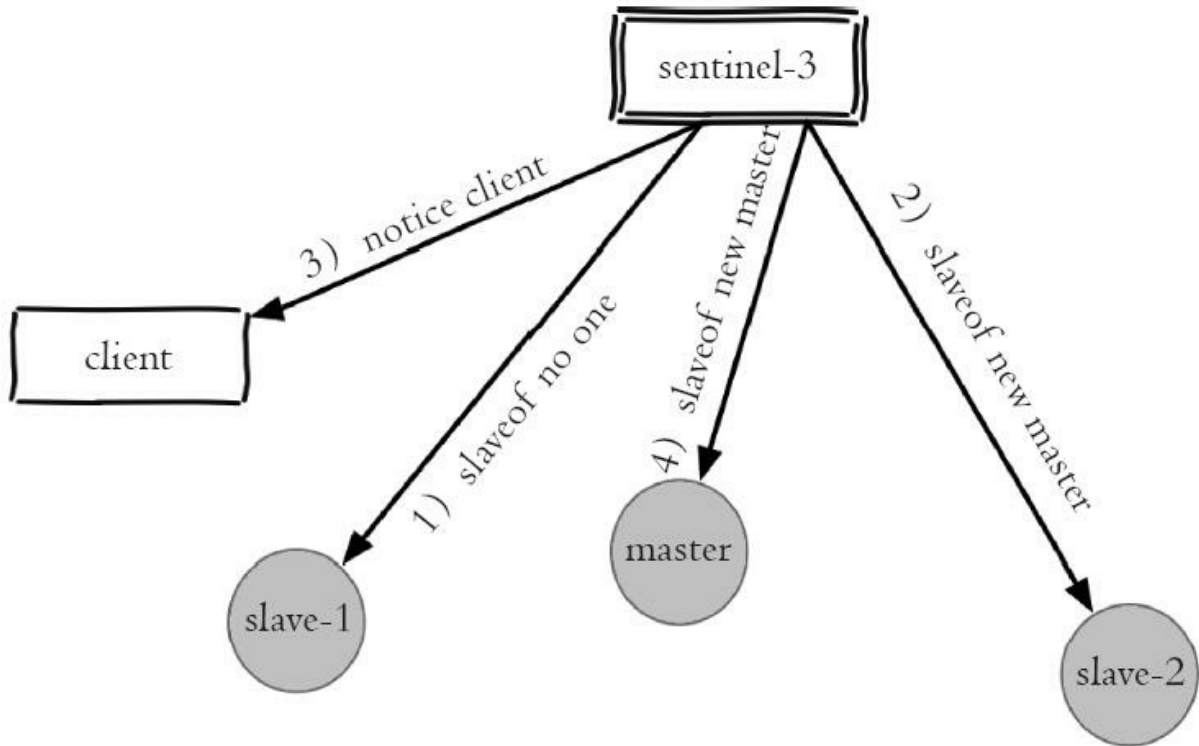 sentinel-3
3) notice client
1) slaveof no one
4) slaveof new master
2) slaveof new master
client
slave-1
master
slave-2